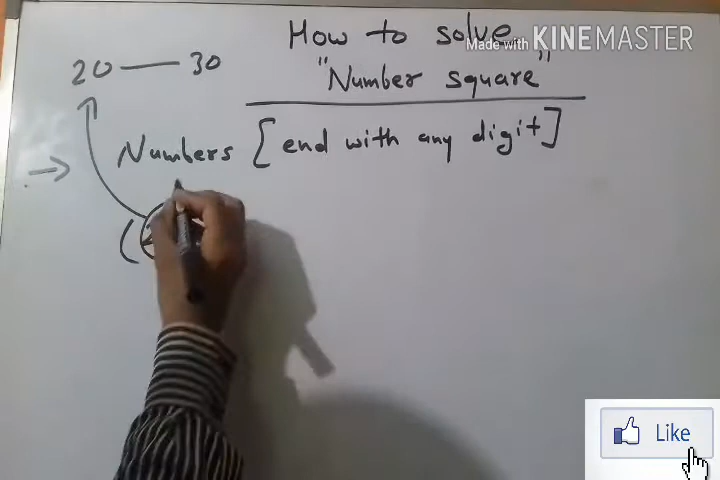 How to solve
Made with KINEMASTER
20 — 30
"Number square"
→ Numbers [end with any digit]
(
Like